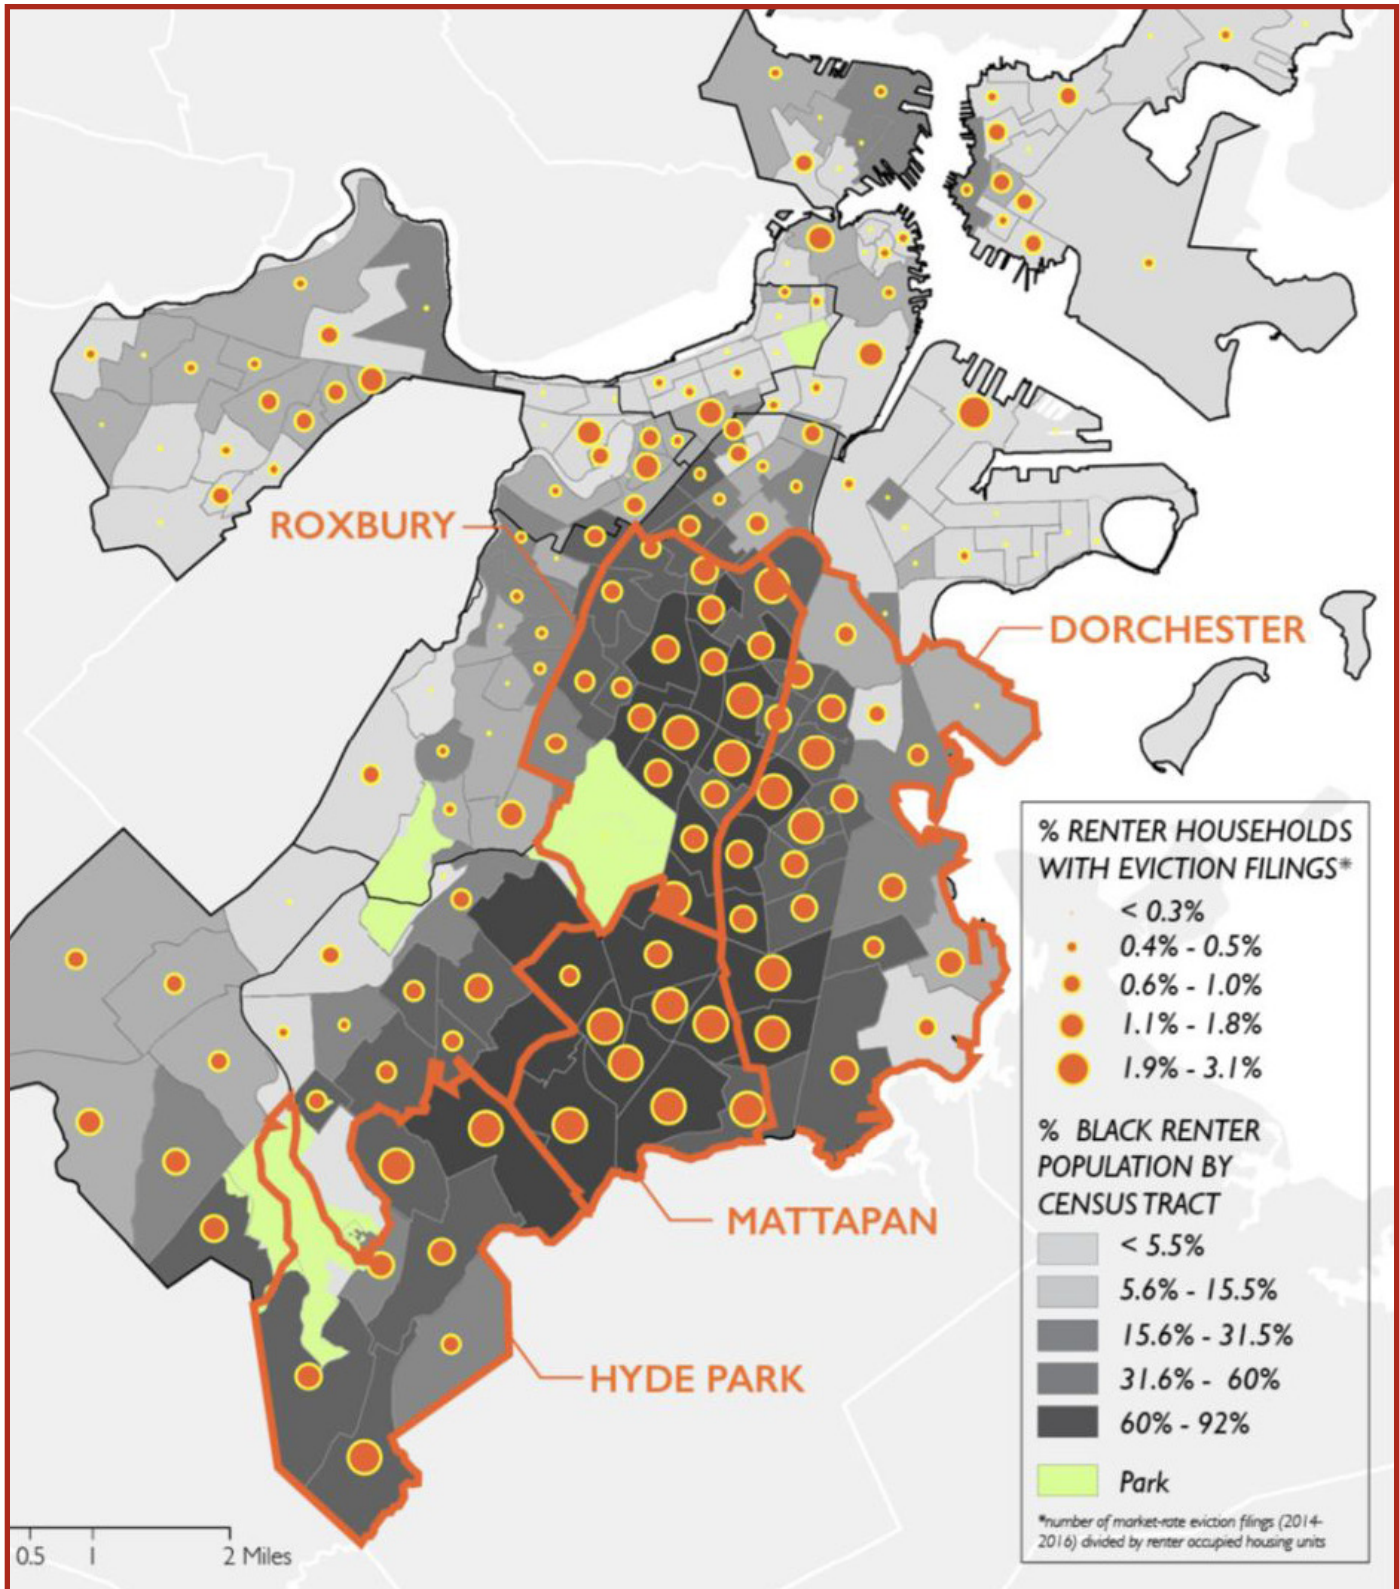 ROXBURY
DORCHESTER
% RENTER HOUSEHOLDS
WITH EVICTION FILINGS*
< 0.3%
0.4% - 0.5%
0.6% - 1.0%
1.1% - 1.8%
1.9% - 3.1%
% BLACK RENTER
POPULATION BY
CENSUS TRACT
< 5.5%
5.6% - 15.5%
15.6% - 31.5%
31.6% - 60%
60% - 92%
Park
*number of market-rate eviction filings (2014-
2016) divided by renter occupied housing units
MATTAPAN
HYDE PARK
0.5 1 2 Miles